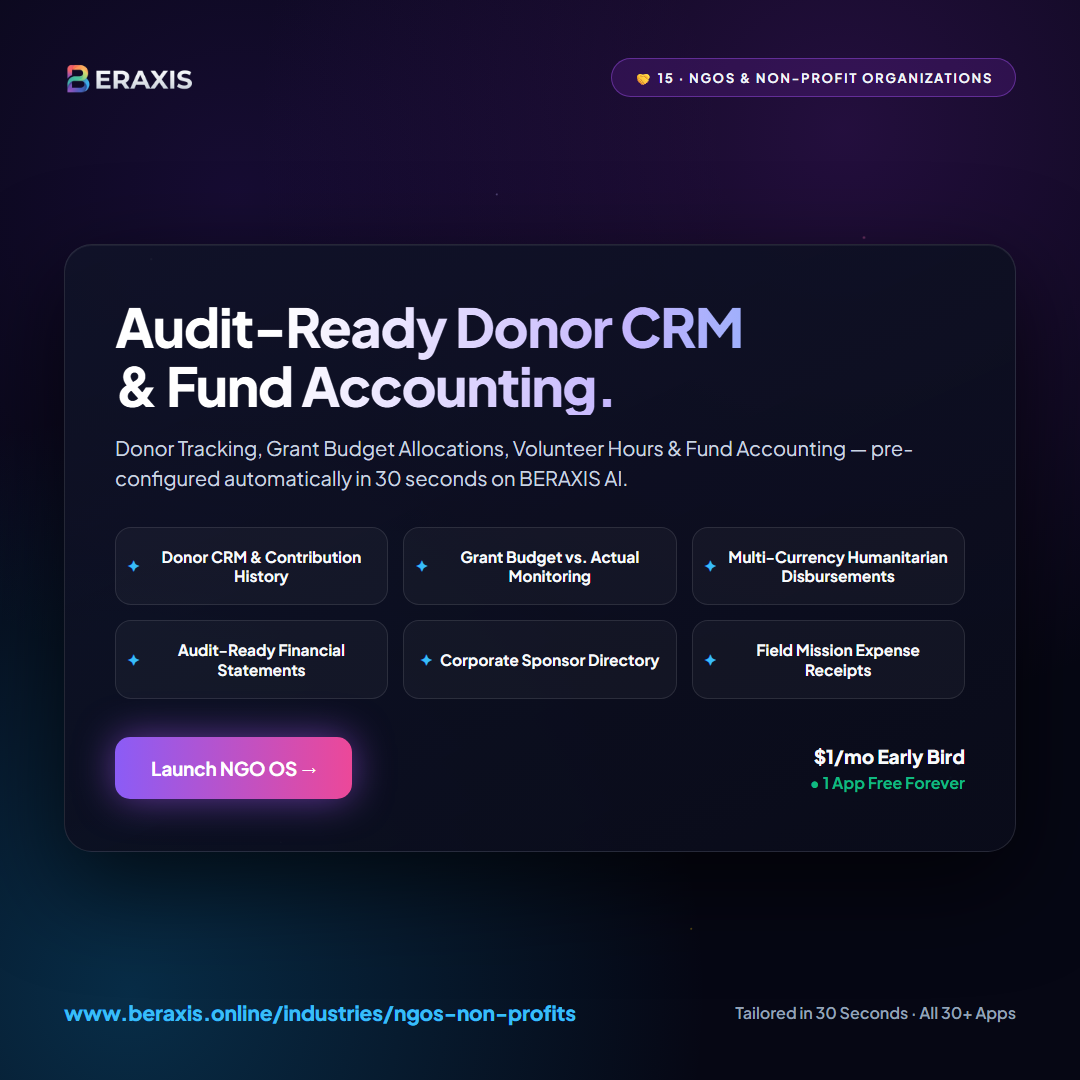 BERAXIS
🤝 15 · NGOS & NON-PROFIT ORGANIZATIONS
Audit-Ready Donor CRM
& Fund Accounting.
Donor Tracking, Grant Budget Allocations, Volunteer Hours & Fund Accounting — pre-
configured automatically in 30 seconds on BERAXIS AI.
✦ Donor CRM & Contribution
History
✦ Grant Budget vs. Actual
Monitoring
✦ Multi-Currency Humanitarian
Disbursements
✦ Audit-Ready Financial
Statements
✦ Corporate Sponsor Directory
✦ Field Mission Expense
Receipts
Launch NGO OS →
$1/mo Early Bird
● 1 App Free Forever
www.beraxis.online/industries/ngos-non-profits
Tailored in 30 Seconds · All 30+ Apps